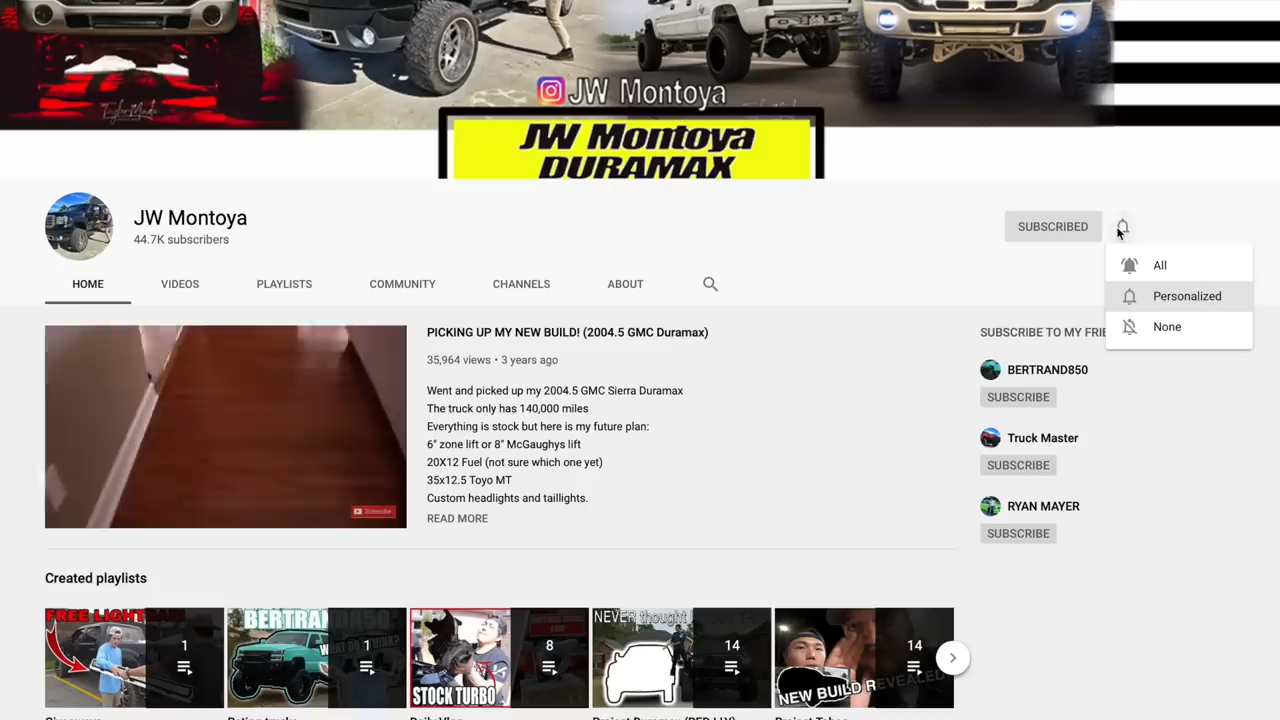 JW Montoya
JW Montoya
DURAMAX
JW Montoya
44.7K subscribers
SUBSCRIBED
All
Personalized
None
HOME
VIDEOS
PLAYLISTS
COMMUNITY
CHANNELS
ABOUT
PICKING UP MY NEW BUILD! (2004.5 GMC Duramax)
35,964 views • 3 years ago
Went and picked up my 2004.5 GMC Sierra Duramax
The truck only has 140,000 miles
Everything is stock but here is my future plan:
6" zone lift or 8" McGaughys lift
20X12 Fuel (not sure which one yet)
35x12.5 Toyo MT
Custom headlights and taillights.
READ MORE
Subscribe
SUBSCRIBE TO MY FRIE
BERTRAND850
SUBSCRIBE
Truck Master
SUBSCRIBE
RYAN MAYER
SUBSCRIBE
Created playlists
FREE LIGHT
1
BERTRANDR50
1
STOCK TURBO
8
NEVER thought I
14
NEW BUILD REVEALED
14